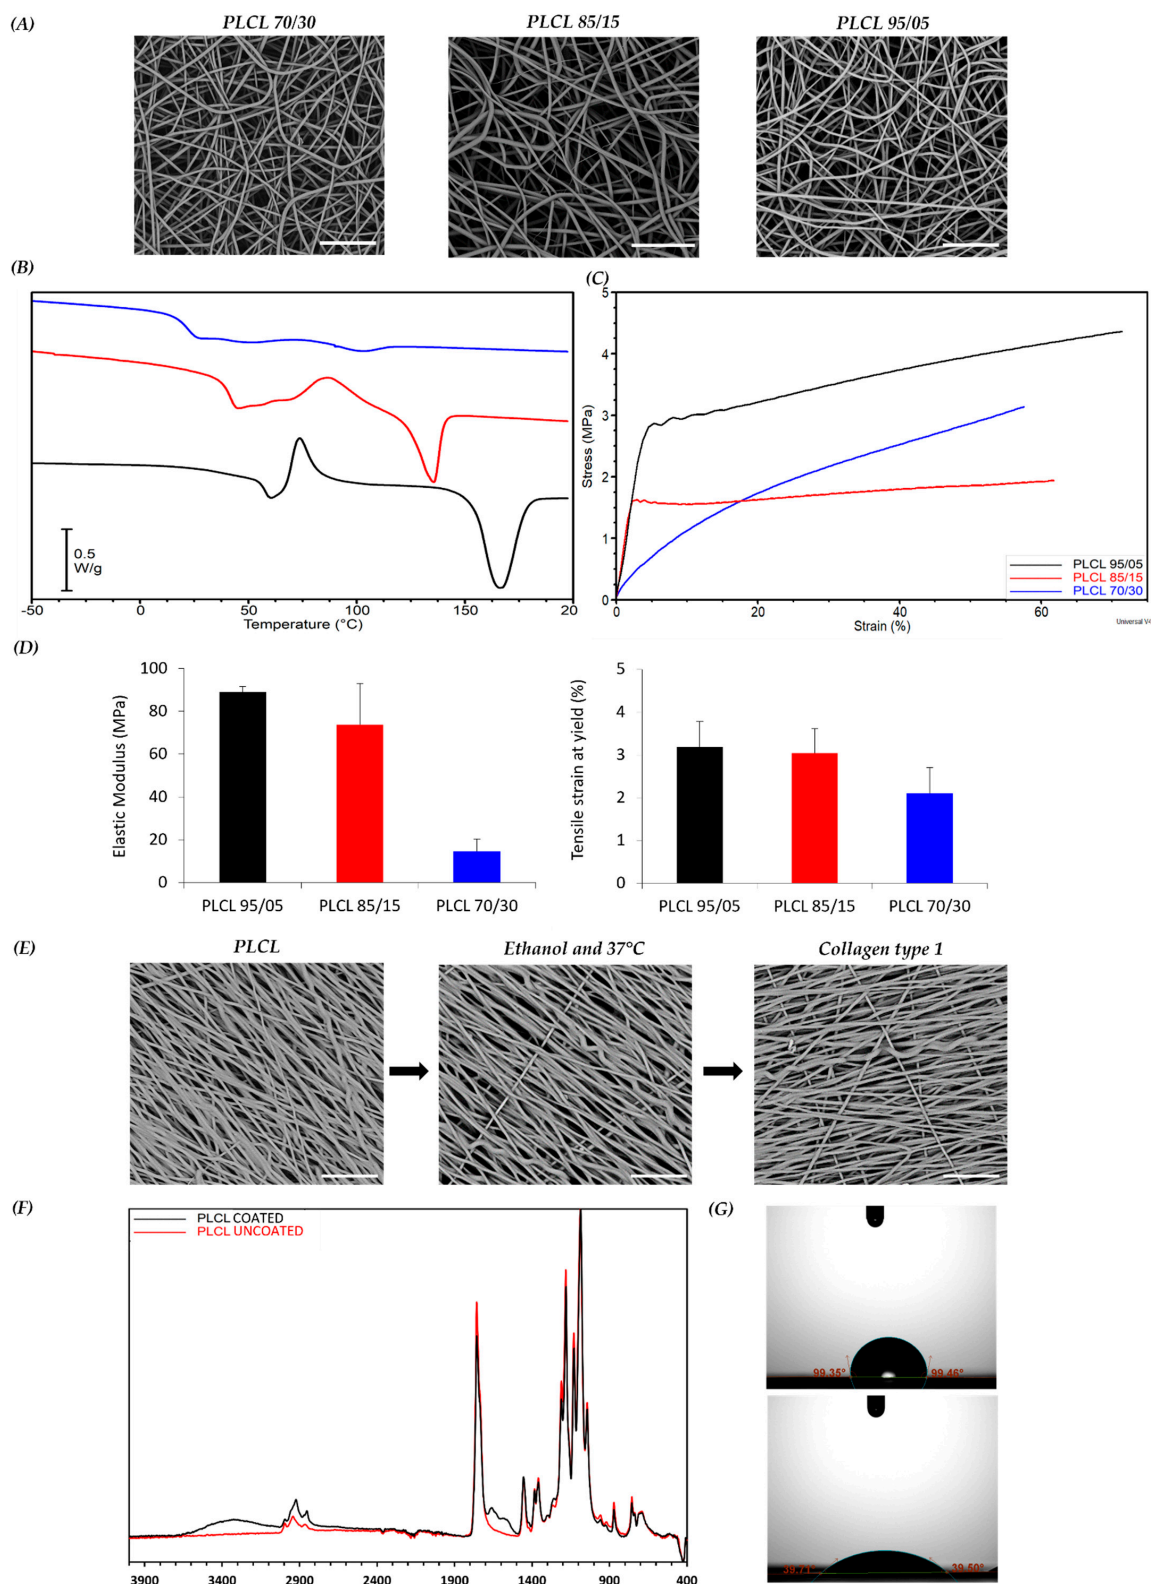 (A)
PLCL 70/30
PLCL 85/15
PLCL 95/05
(B)
0.5
W/g
-50
0
50
100
150
20
Temperature (°C)
(C)
5
4
3
2
1
0
Stress (MPa)
0
20
40
60
Strain (%)
PLCL 95/05
PLCL 85/15
PLCL 70/30
Universal V4
(D)
Elastic Modulus (MPa)
100
80
60
40
20
0
PLCL 95/05
PLCL 85/15
PLCL 70/30
Tensile strain at yield (%)
5
4
3
2
1
0
PLCL 95/05
PLCL 85/15
PLCL 70/30
(E)
PLCL
Ethanol and 37°C
Collagen type 1
(F)
PLCL COATED
PLCL UNCOATED
3900
3400
2900
2400
1900
1400
900
400
(G)
99.35°
99.46°
39.71°
39.50°